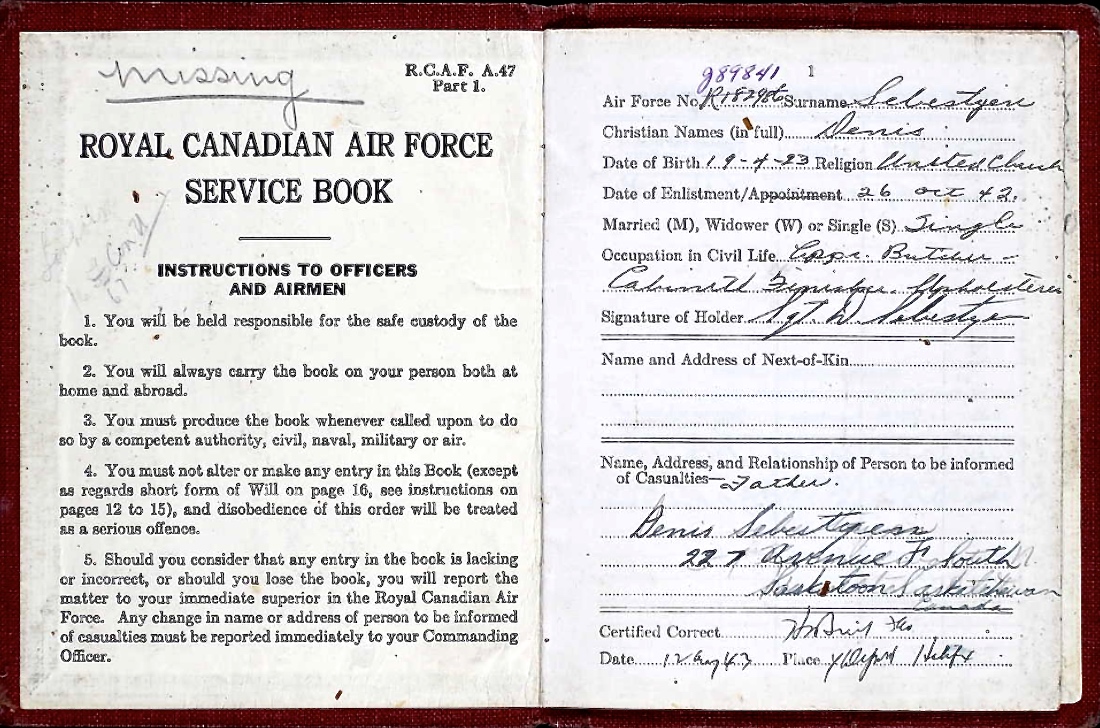 Missing
R.C.A.F. A.47
Part 1.
ROYAL CANADIAN AIR FORCE
SERVICE BOOK
INSTRUCTIONS TO OFFICERS
AND AIRMEN
1. You will be held responsible for the safe custody of the
book.
2. You will always carry the book on your person both at
home and abroad.
3. You must produce the book whenever called upon to do
so by a competent authority, civil, naval, military or air.
4. You must not alter or make any entry in this Book (except
as regards short form of Will on page 16, see instructions on
pages 12 to 15), and disobedience of this order will be treated
as a serious offence.
5. Should you consider that any entry in the book is lacking
or incorrect, or should you lose the book, you will report the
matter to your immediate superior in the Royal Canadian Air
Force. Any change in name or address of person to be informed
of casualties must be reported immediately to your Commanding
Officer.
J89841 1
Air Force No. Surname Sebestyen
Christian Names (in full) Denis
Date of Birth 19-4-23 Religion United Church
Date of Enlistment/Appointment 26 Oct 42.
Married (M), Widower (W) or Single (S) Single
Occupation in Civil Life Butcher -
Upholsterer
Signature of Holder Sgt D Sebestyen
Name and Address of Next-of-Kin
Name, Address, and Relationship of Person to be informed
of Casualties— Father.
Denis Sebestyean
227 Avenue F South
Saskatoon Saskatchewan
Canada
Certified Correct
Date 12 Aug 43 Place Halifx